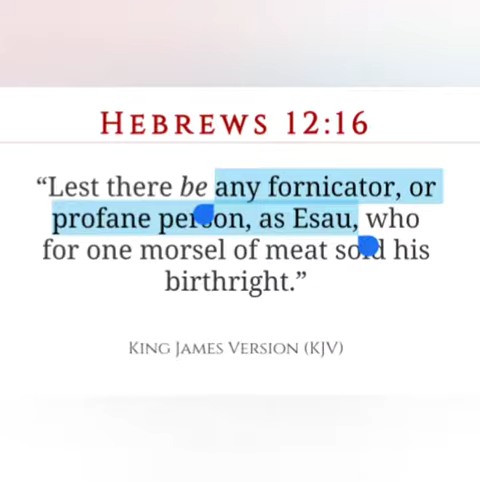 HEBREWS 12:16
“Lest there be any fornicator, or
profane person, as Esau, who
for one morsel of meat sold his
birthright.”
KING JAMES VERSION (KJV)